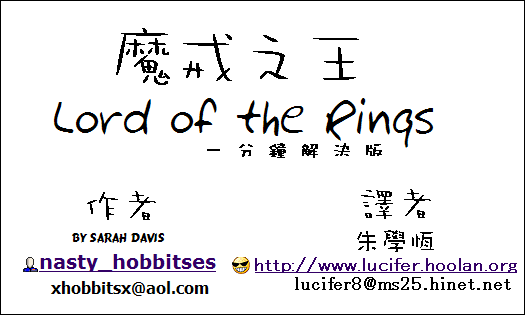 魔戒之王
Lord of the Rings
一分鐘解決版
作者
BY SARAH DAVIS
nasty_hobbitses
xhobbitsx@aol.com
譯者
朱學恆
http://www.lucifer.hoolan.org
lucifer8@ms25.hinet.net